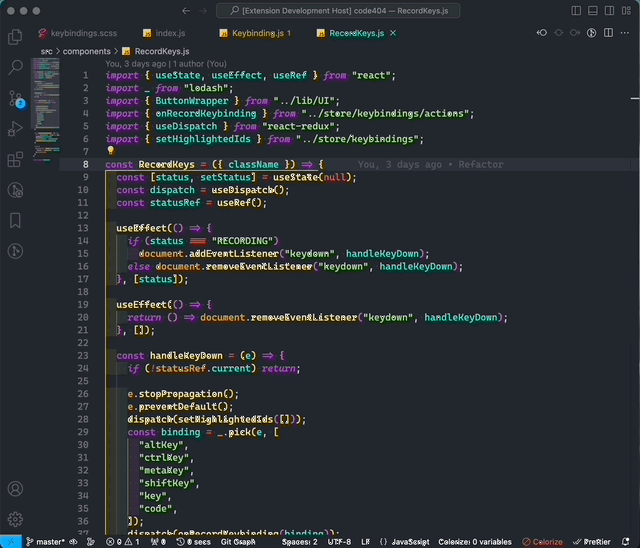 [Extension Development Host] code404 — RecordKeys.js
keybindings.scss
index.js
Keybinding.js 1
RecordKeys.js
src > components > RecordKeys.js
You, 3 days ago | 1 author (You)
1 import { useState, useEffect, useRef } from "react";
2 import _ from "lodash";
3 import { ButtonWrapper } from "../lib/UI";
4 import { onRecordKeybinding } from "../store/keybindings/actions";
5 import { useDispatch } from "react-redux";
6 import { setHighlightedIds } from "../store/keybindings";
7
8 const RecordKeys = ({ className }) => { You, 3 days ago • Refactor
9 const [status, setStatus] = useState(null);
10 const dispatch = useDispatch();
11 const statusRef = useRef();
12
13 useEffect(() => {
14 if (status === "RECORDING")
15 document.addEventListener("keydown", handleKeyDown);
16 else document.removeEventListener("keydown", handleKeyDown);
17 }, [status]);
18
19 useEffect(() => {
20 return () => document.removeEventListener("keydown", handleKeyDown);
21 }, []);
22
23 const handleKeyDown = (e) => {
24 if (!statusRef.current) return;
25
26 e.stopPropagation();
27 e.preventDefault();
28 dispatch(setHighlightedIds([]));
29 const binding = _.pick(e, [
30 "altKey",
31 "ctrlKey",
32 "metaKey",
33 "shiftKey",
34 "key",
35 "code",
36 ]);
37 dispatch(onRecordKeybinding(binding));
2
master* 0 1 0 0 secs Git Graph Spaces: 2 UTF-8 LF {} JavaScript Colorize: 0 variables Colorize Prettier